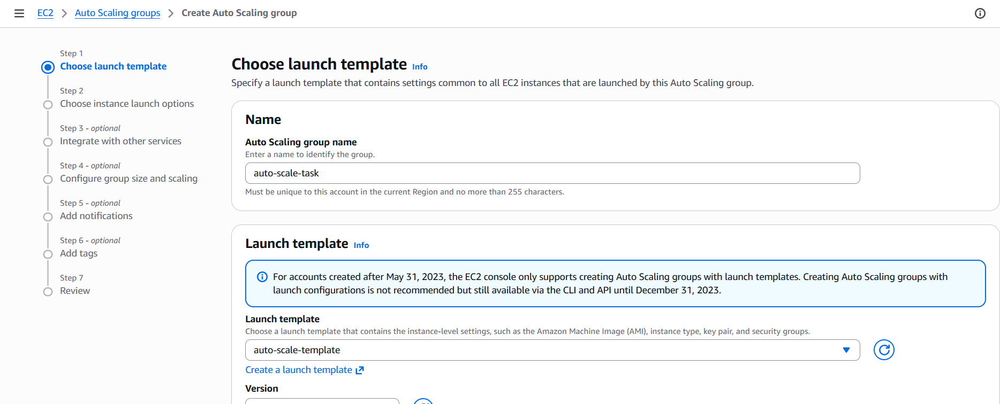 EC2 > Auto Scaling groups > Create Auto Scaling group
Step 1
Choose launch template
Step 2
Choose instance launch options
Step 3 - optional
Integrate with other services
Step 4 - optional
Configure group size and scaling
Step 5 - optional
Add notifications
Step 6 - optional
Add tags
Step 7
Review
Choose launch template Info
Specify a launch template that contains settings common to all EC2 instances that are launched by this Auto Scaling group.
Name
Auto Scaling group name
Enter a name to identify the group.
auto-scale-task
Must be unique to this account in the current Region and no more than 255 characters.
Launch template Info
For accounts created after May 31, 2023, the EC2 console only supports creating Auto Scaling groups with launch templates. Creating Auto Scaling groups with
launch configurations is not recommended but still available via the CLI and API until December 31, 2023.
Launch template
Choose a launch template that contains the instance-level settings, such as the Amazon Machine Image (AMI), instance type, key pair, and security groups.
auto-scale-template
Create a launch template
Version